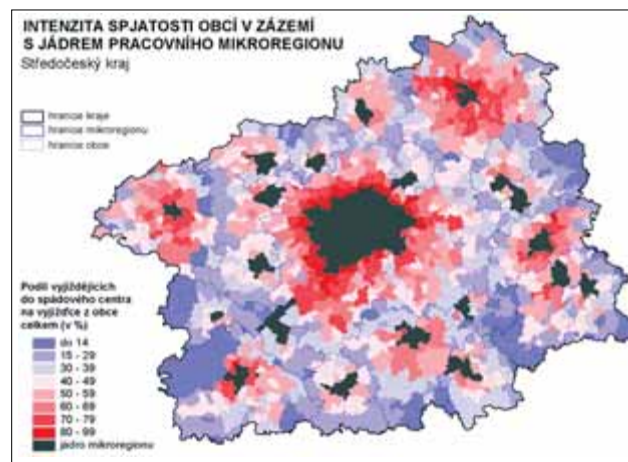 INTENZITA SPJATOSTI OBCÍ V ZÁZEMÍ
S JÁDREM PRACOVNÍHO MIKROREGIONU
Středočeský kraj
hranice kraje
hranice mikroregionu
hranice obce
Podíl vyjíždějících
do spádového centra
na vyjížďce z obce
celkem (v %)
do 14
15 - 29
30 - 39
40 - 49
50 - 59
60 - 69
70 - 79
80 - 99
jádro mikroregionu